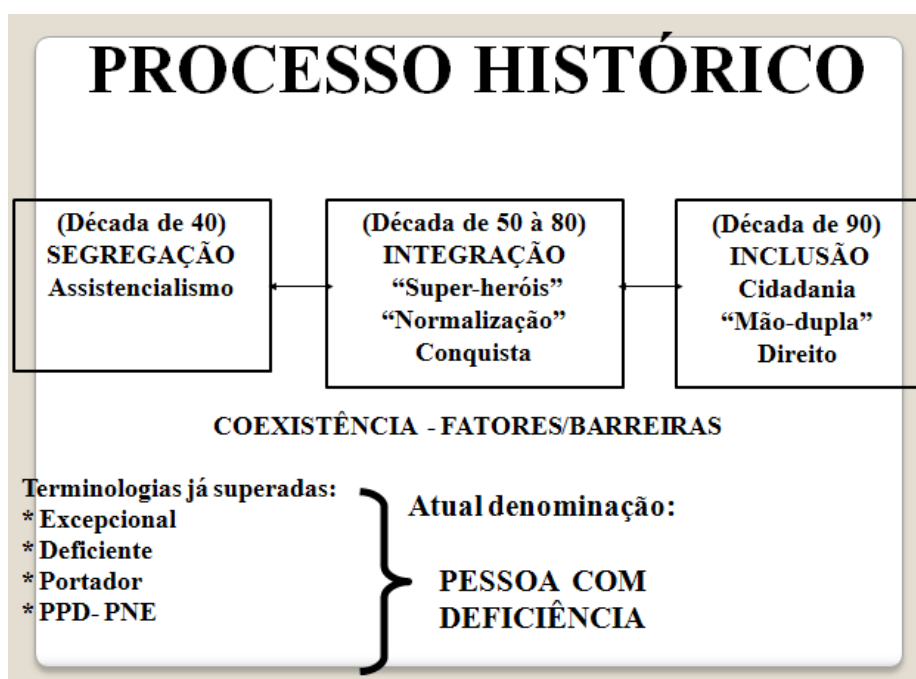 PROCESSO HISTÓRICO
(Década de 40)
SEGREGAÇÃO
Assistencialismo
(Década de 50 à 80)
INTEGRAÇÃO
“Super-heróis”
“Normalização”
Conquista
(Década de 90)
INCLUSÃO
Cidadania
“Mão-dupla”
Direito
COEXISTÊNCIA - FATORES/BARREIRAS
Terminologias já superadas:
* Excepcional
* Deficiente
* Portador
* PPD- PNE
Atual denominação:
PESSOA COM
DEFICIÊNCIA